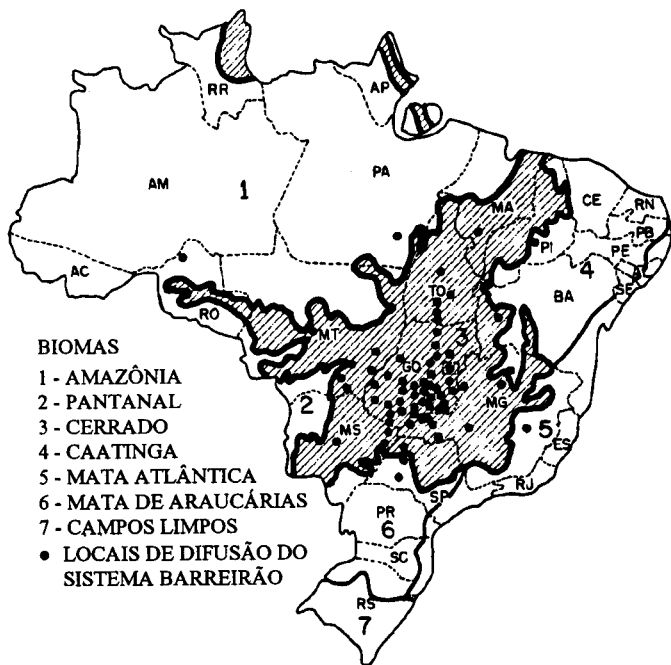 RR
AP
AM
1
PA
MA
CE
RN
PB
PI
PE
4
AC
TO
SE
RO
BA
MT
3
GO
BIOMAS
1 - AMAZÔNIA
2 - PANTANAL
3 - CERRADO
4 - CAATINGA
5 - MATA ATLÂNTICA
6 - MATA DE ARAUCÁRIAS
7 - CAMPOS LIMPOS
• LOCAIS DE DIFUSÃO DO
SISTEMA BARREIRÃO
2
MG
MS
5
ES
SP
RJ
PR
6
SC
RS
7